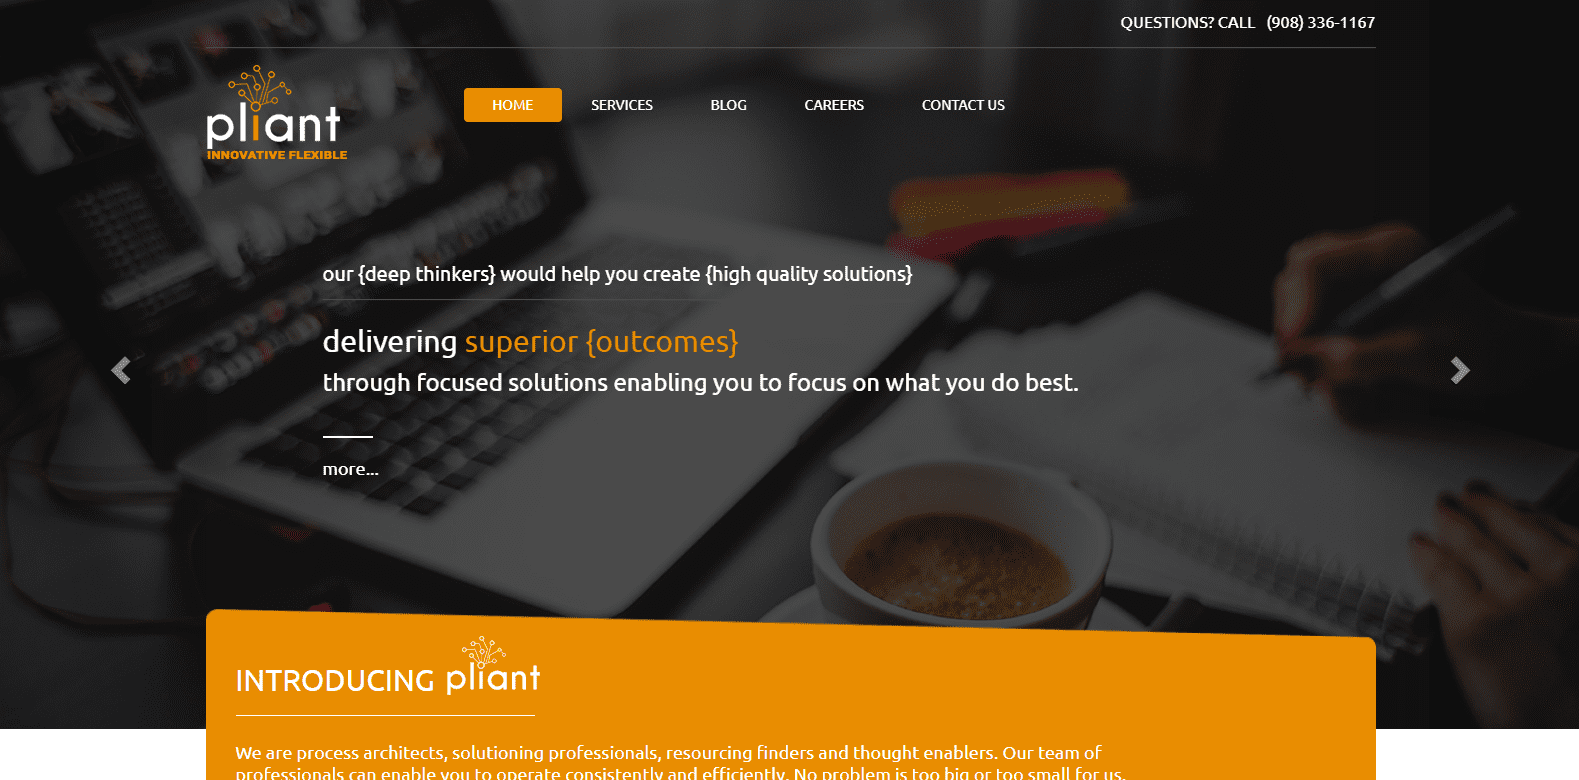 QUESTIONS? CALL (908) 336-1167
pliant
INNOVATIVE FLEXIBLE
HOME SERVICES BLOG CAREERS CONTACT US
our {deep thinkers} would help you create {high quality solutions}
delivering superior {outcomes}
through focused solutions enabling you to focus on what you do best.
more...
INTRODUCING pliant
We are process architects, solutioning professionals, resourcing finders and thought enablers. Our team of
professionals can enable you to operate consistently and efficiently. No problem is too big or too small for us.